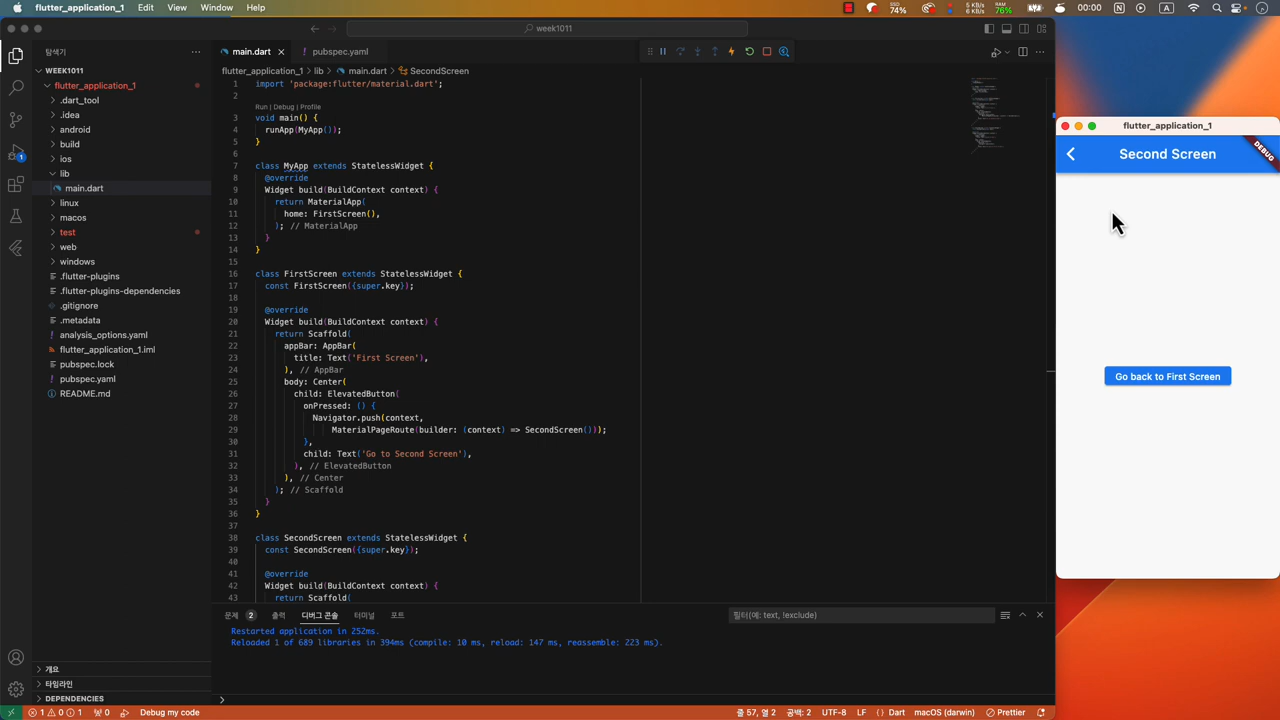 flutter_application_1 Edit View Window Help
SSD 74% 5 KB/s 6 KB/s RAM 76% 00:00 A
week1011
탐색기 ···
WEEK1011
flutter_application_1
.dart_tool
.idea
android
build
ios
lib
main.dart
linux
macos
test
web
windows
.flutter-plugins
.flutter-plugins-dependencies
.gitignore
.metadata
analysis_options.yaml
flutter_application_1.iml
pubspec.lock
pubspec.yaml
README.md
개요
타임라인
DEPENDENCIES
1
main.dart
pubspec.yaml
flutter_application_1 > lib > main.dart > SecondScreen
1 import 'package:flutter/material.dart';
2
Run | Debug | Profile
3 void main() {
4 runApp(MyApp());
5 }
6
7 class MyApp extends StatelessWidget {
8 @override
9 Widget build(BuildContext context) {
10 return MaterialApp(
11 home: FirstScreen(),
12 ); // MaterialApp
13 }
14 }
15
16 class FirstScreen extends StatelessWidget {
17 const FirstScreen({super.key});
18
19 @override
20 Widget build(BuildContext context) {
21 return Scaffold(
22 appBar: AppBar(
23 title: Text('First Screen'),
24 ), // AppBar
25 body: Center(
26 child: ElevatedButton(
27 onPressed: () {
28 Navigator.push(context,
29 MaterialPageRoute(builder: (context) => SecondScreen()));
30 },
31 child: Text('Go to Second Screen'),
32 ), // ElevatedButton
33 ), // Center
34 ); // Scaffold
35 }
36 }
37
38 class SecondScreen extends StatelessWidget {
39 const SecondScreen({super.key});
40
41 @override
42 Widget build(BuildContext context) {
43 return Scaffold(
문제 2 출력 디버그 콘솔 터미널 포트 필터(예: text, !exclude)
Restarted application in 252ms.
Reloaded 1 of 689 libraries in 394ms (compile: 10 ms, reload: 147 ms, reassemble: 223 ms).
1 0 1 0 Debug my code 줄 57, 열 2 공백: 2 UTF-8 LF {} Dart macOS (darwin) Prettier
flutter_application_1
Second Screen
DEBUG
Go back to First Screen